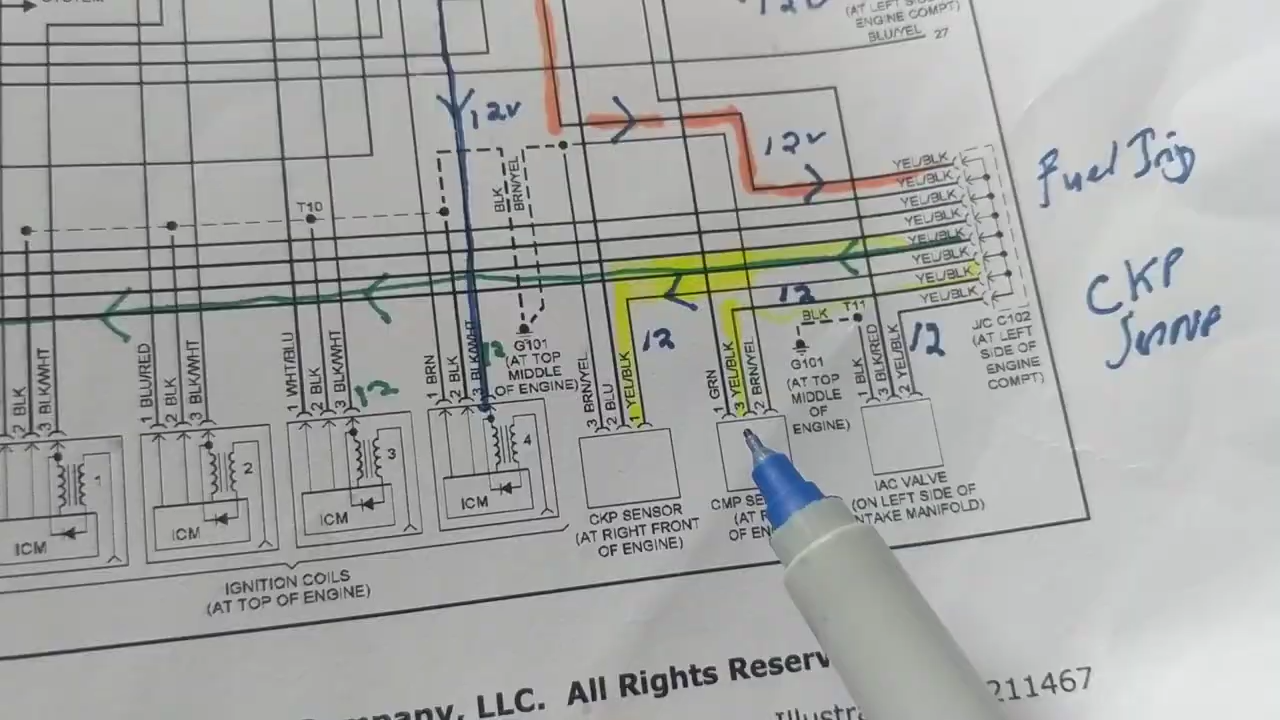 SYSTEM
12V
(AT LEFT
ENGINE COMPT)
BLU/YEL 27
12V
12V
YEL/BLK
YEL/BLK
YEL/BLK
YEL/BLK
YEL/BLK
YEL/BLK
YEL/BLK
YEL/BLK
Fuel Inj
CKP
BLK
BRN/YEL
T10
12
T11
BLK
J/C C102
(AT LEFT
SIDE OF
ENGINE
COMPT)
G101
(AT TOP
MIDDLE
OF ENGINE)
G101
(AT TOP
MIDDLE
OF
ENGINE)
12
12
12
12
2 BLK
3 BLK/WHT
1 BLU/RED
2 BLK
3 BLK/WHT
1 WHT/BLU
2 BLK
3 BLK/WHT
1 BRN
2 BLK
3 BLK/WHT
3 BRN/YEL
2 BLU
1 YEL/BLK
1 GRN
3 YEL/BLK
2 BRN/YEL
1 BLK
3 BLK/RED
2 YEL/BLK
1
2
3
4
ICM
ICM
ICM
ICM
IGNITION COILS
(AT TOP OF ENGINE)
CKP SENSOR
(AT RIGHT FRONT
OF ENGINE)
CMP SE
(AT R
OF EN
IAC VALVE
(ON LEFT SIDE OF
NTAKE MANIFOLD)
mpany, LLC. All Rights Reserv
211467
Illustra